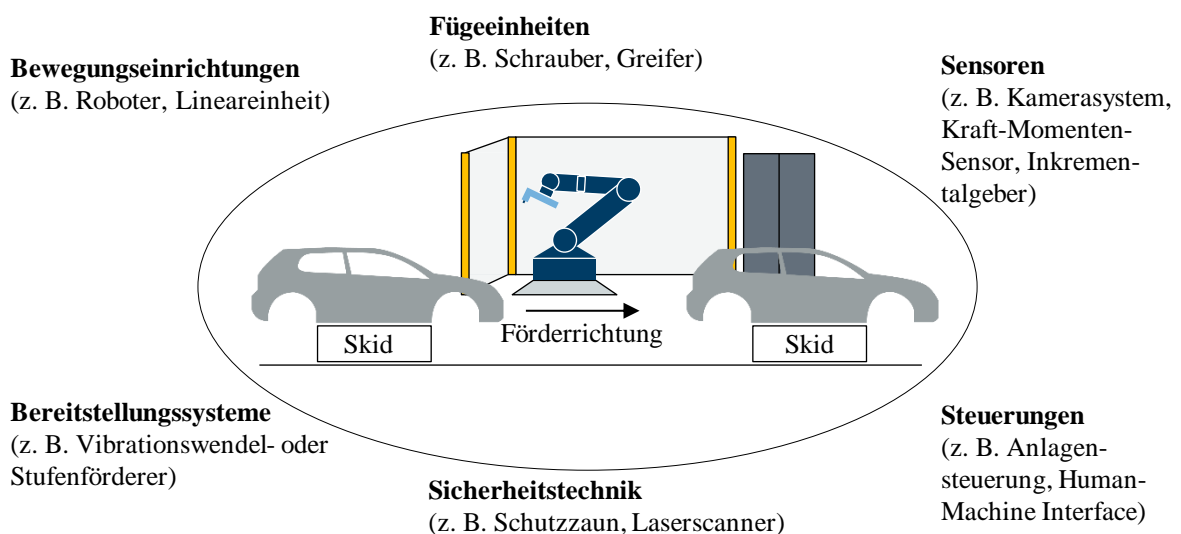 Fügeeinheiten
(z. B. Schrauber, Greifer)
Bewegungseinrichtungen
(z. B. Roboter, Lineareinheit)
Sensoren
(z. B. Kamerasystem,
Kraft-Momenten-
Sensor, Inkremen-
talgeber)
Förderrichtung
Skid
Skid
Bereitstellungssysteme
(z. B. Vibrationswendel- oder
Stufenförderer)
Sicherheitstechnik
(z. B. Schutzzaun, Laserscanner)
Steuerungen
(z. B. Anlagen-
steuerung, Human-
Machine Interface)